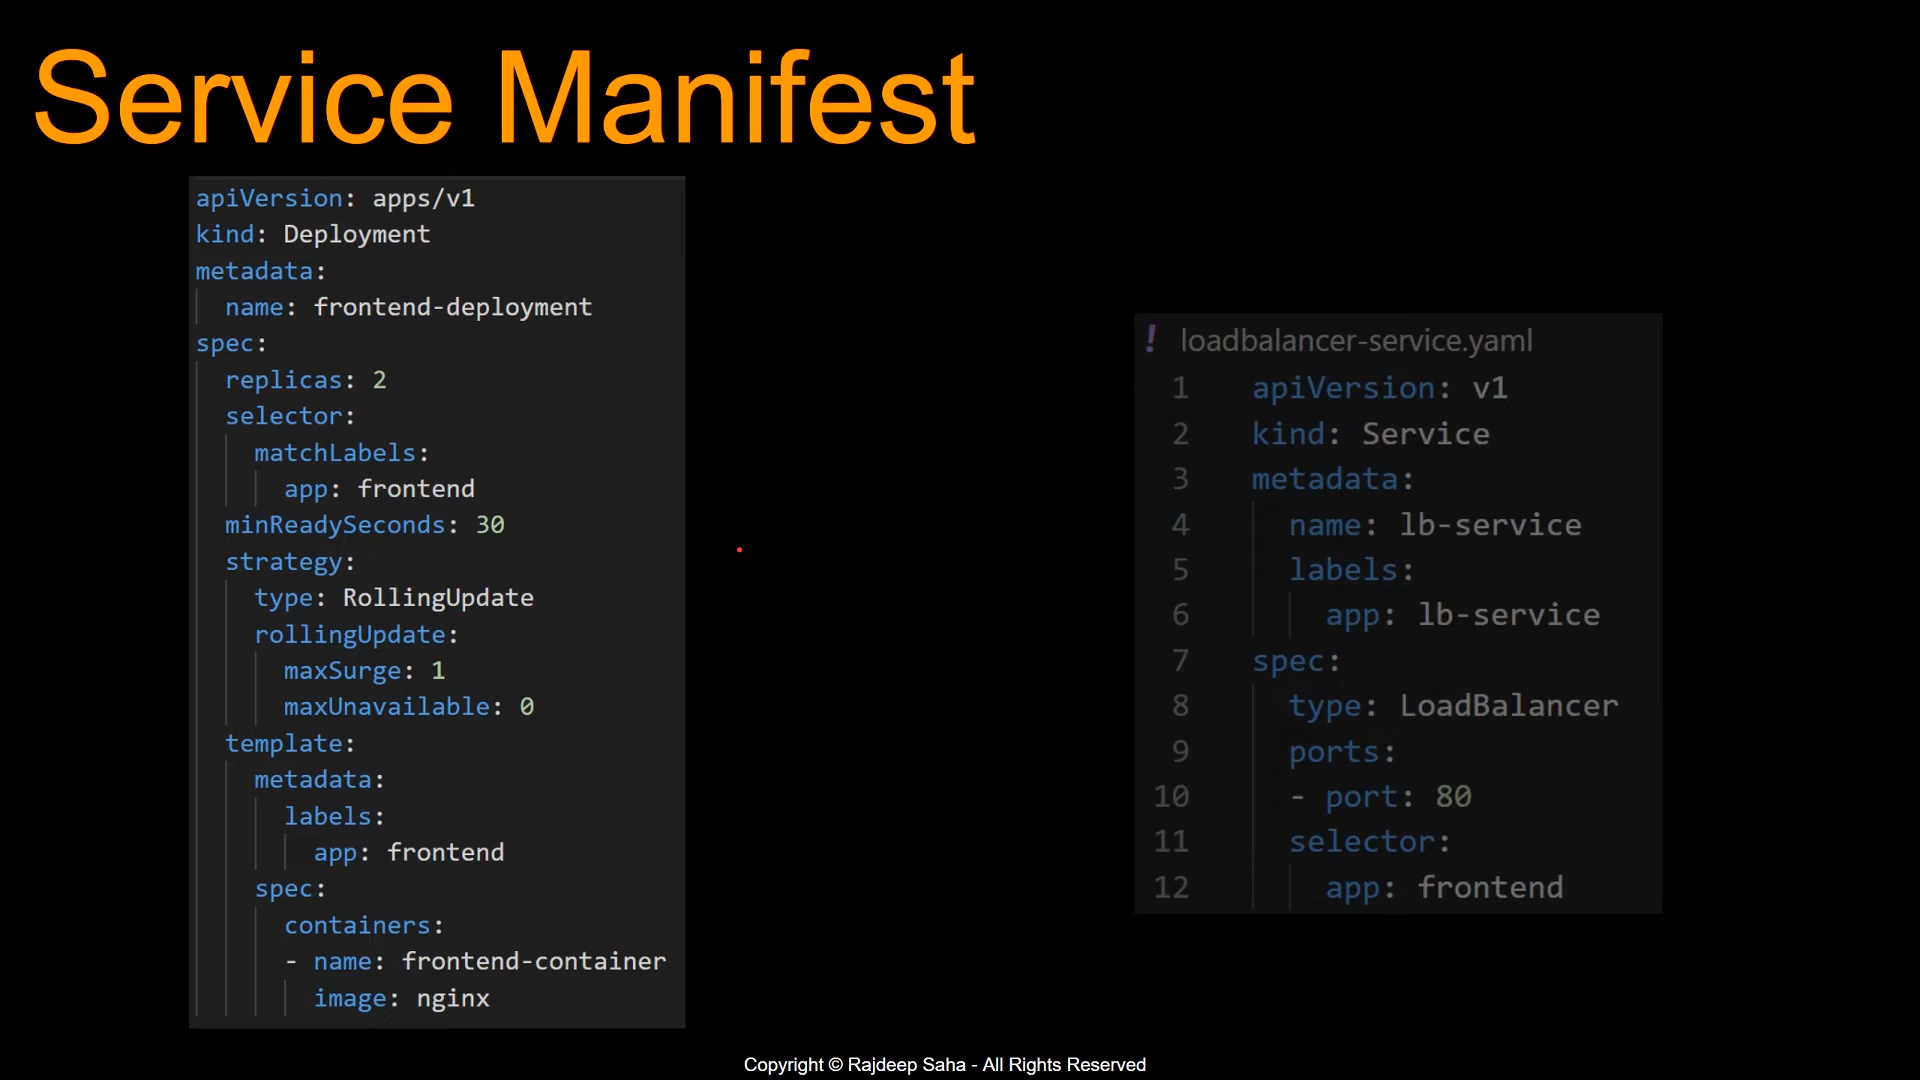 Service Manifest
apiVersion: apps/v1
kind: Deployment
metadata:
  name: frontend-deployment
spec:
  replicas: 2
  selector:
    matchLabels:
      app: frontend
  minReadySeconds: 30
  strategy:
    type: RollingUpdate
    rollingUpdate:
      maxSurge: 1
      maxUnavailable: 0
  template:
    metadata:
      labels:
        app: frontend
    spec:
      containers:
      - name: frontend-container
        image: nginx
! loadbalancer-service.yaml
1 apiVersion: v1
2 kind: Service
3 metadata:
4   name: lb-service
5   labels:
6     app: lb-service
7 spec:
8   type: LoadBalancer
9   ports:
10   - port: 80
11   selector:
12     app: frontend
Copyright © Rajdeep Saha - All Rights Reserved